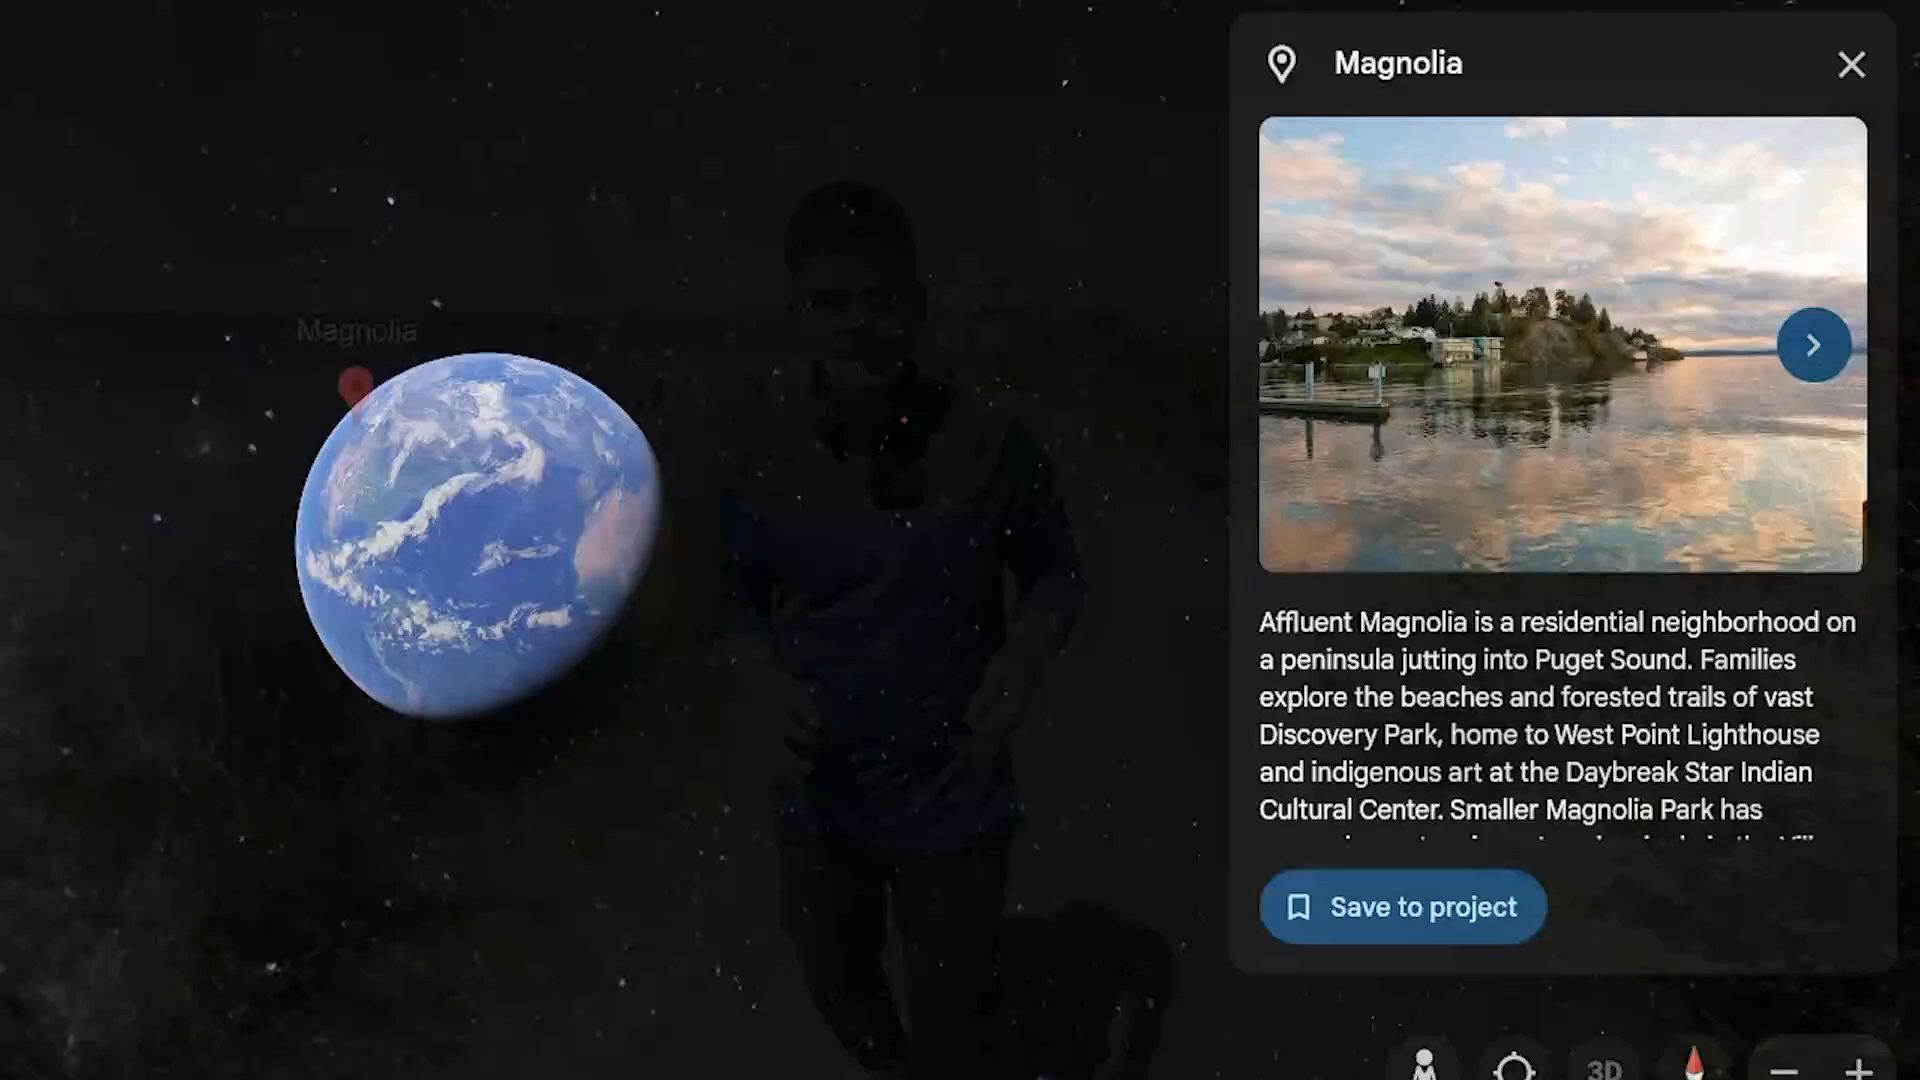 Magnolia
Magnolia
Affluent Magnolia is a residential neighborhood on
a peninsula jutting into Puget Sound. Families
explore the beaches and forested trails of vast
Discovery Park, home to West Point Lighthouse
and indigenous art at the Daybreak Star Indian
Cultural Center. Smaller Magnolia Park has
Save to project
3D